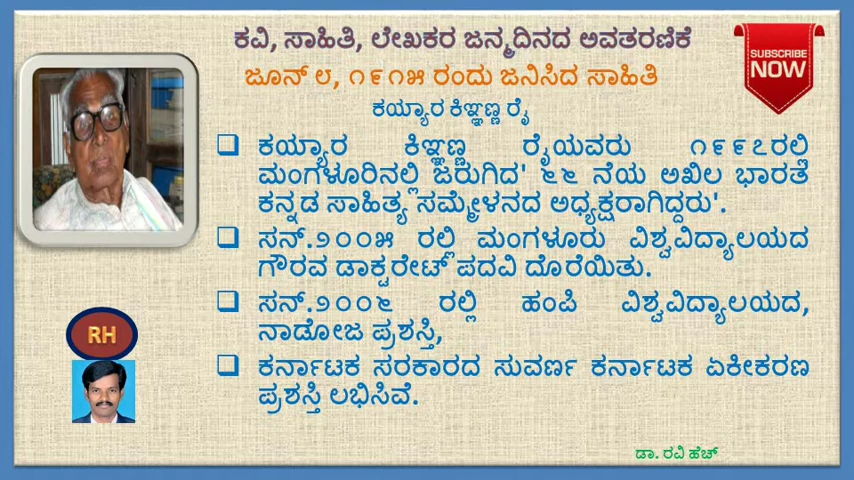 ಕವಿ, ಸಾಹಿತಿ, ಲೇಖಕರ ಜನ್ಮದಿನದ ಅವತರಣಿಕೆ
SUBSCRIBE
NOW
ಜೂನ್ ೮, ೧೯೧೫ ರಂದು ಜನಿಸಿದ ಸಾಹಿತಿ
ಕಯ್ಯಾರ ಕಿಞ್ಞಣ್ಣ ರೈ
ಕಯ್ಯಾರ ಕಿಞ್ಞಣ್ಣ ರೈಯವರು ೧೯೯೭ರಲ್ಲಿ
ಮಂಗಳೂರಿನಲ್ಲಿ ಜರುಗಿದ' ೬೬ ನೆಯ ಅಖಿಲ ಭಾರತ
ಕನ್ನಡ ಸಾಹಿತ್ಯ ಸಮ್ಮೇಳನದ ಅಧ್ಯಕ್ಷರಾಗಿದ್ದರು'.
ಸನ್.೨೦೦೫ ರಲ್ಲಿ ಮಂಗಳೂರು ವಿಶ್ವವಿದ್ಯಾಲಯದ
ಗೌರವ ಡಾಕ್ಟರೇಟ್ ಪದವಿ ದೊರೆಯಿತು.
ಸನ್.೨೦೦೬ ರಲ್ಲಿ ಹಂಪಿ ವಿಶ್ವವಿದ್ಯಾಲಯದ,
ನಾಡೋಜ ಪ್ರಶಸ್ತಿ,
RH
ಕರ್ನಾಟಕ ಸರಕಾರದ ಸುವರ್ಣ ಕರ್ನಾಟಕ ಏಕೀಕರಣ
ಪ್ರಶಸ್ತಿ ಲಭಿಸಿವೆ.
ಡಾ. ರವಿ ಹೆಚ್